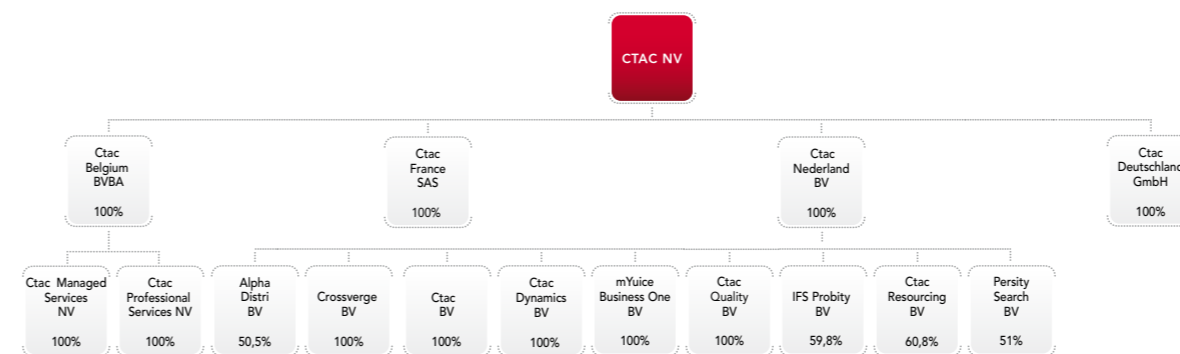 CTAC NV
Ctac
Belgium
BVBA
100%
Ctac
France
SAS
100%
Ctac
Nederland
BV
100%
Ctac
Deutschland
GmbH
100%
Ctac Managed
Services
NV
100%
Ctac
Professional
Services NV
100%
Alpha
Distri
BV
50,5%
Crossverge
BV
100%
Ctac
BV
100%
Ctac
Dynamics
BV
100%
mYuice
Business One
BV
100%
Ctac
Quality
BV
100%
IFS Probity
BV
59,8%
Ctac
Resourcing
BV
60,8%
Persity
Search
BV
51%